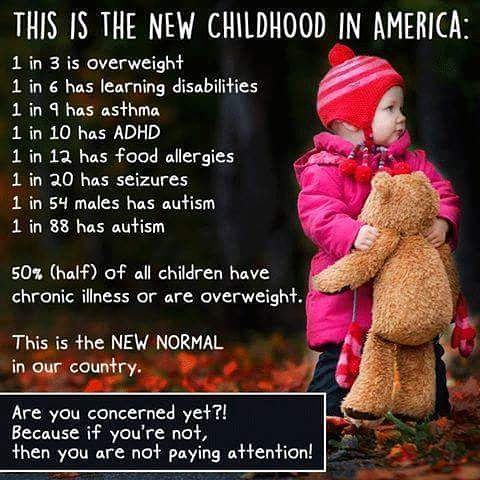 THIS IS THE NEW CHILDHOOD IN AMERICA:
1 in 3 is overweight
1 in 6 has learning disabilities
1 in 9 has asthma
1 in 10 has ADHD
1 in 12 has food allergies
1 in 20 has seizures
1 in 54 males has autism
1 in 88 has autism
50% (half) of all children have
chronic illness or are overweight.
This is the NEW NORMAL
in our country.
Are you concerned yet?!
Because if you're not,
then you are not paying attention!